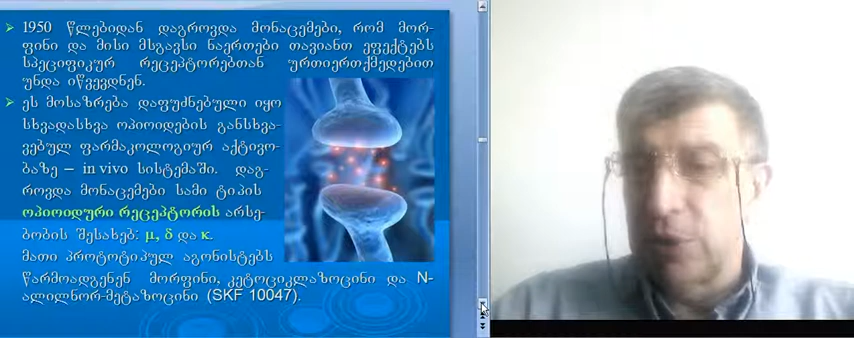 1950 წლებიდან დაგროვდა მონაცემები, რომ მორ-
ფინი და მისი მსგავსი ნაერთები თავიანთ ეფექტებს
სპეციფიკურ რეცეპტორებთან ურთიერთქმედებით
უნდა იწვევდნენ.
ეს მოსაზრება დაფუძნებული იყო
სხვადასხვა ოპიოიდების განსხვა-
ვებულ ფარმაკოლოგიურ აქტივო-
ბაზე – in vivo სისტემაში. დაგ-
როვდა მონაცემები სამი ტიპის
ოპიოიდური რეცეპტორის არსე-
ბობის შესახებ: μ, δ და κ.
მათი პროტოტიპულ აგონისტებს
წარმოადგენენ მორფინი, კეტოციკლაზოცინი და N-
ალილნორ-მეტაზოცინი (SKF 10047).